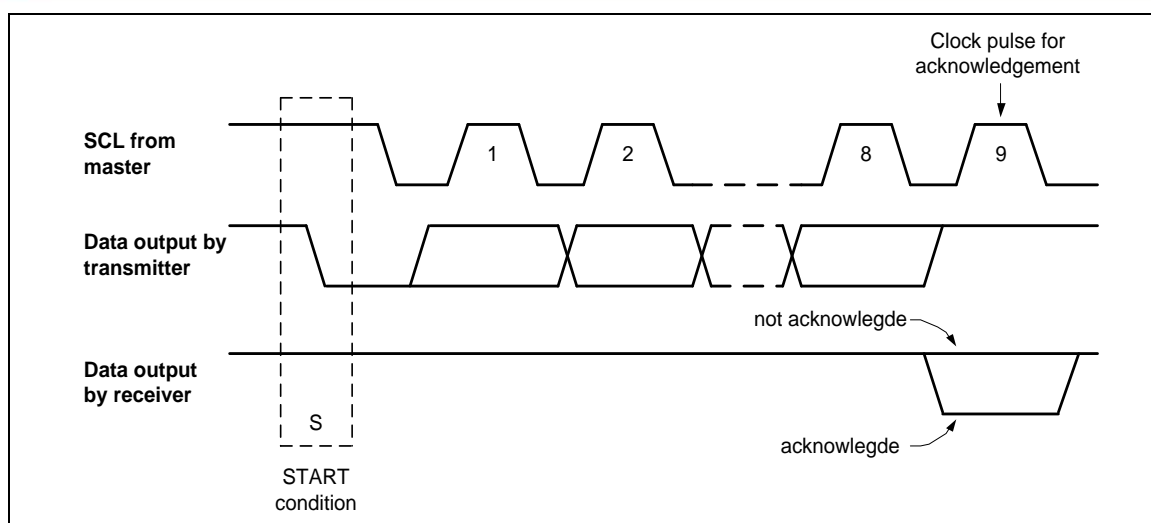 Clock pulse for
acknowledgement
SCL from
master
1
2
8
9
Data output by
transmitter
not acknowlegde
Data output
by receiver
S
acknowlegde
START
condition